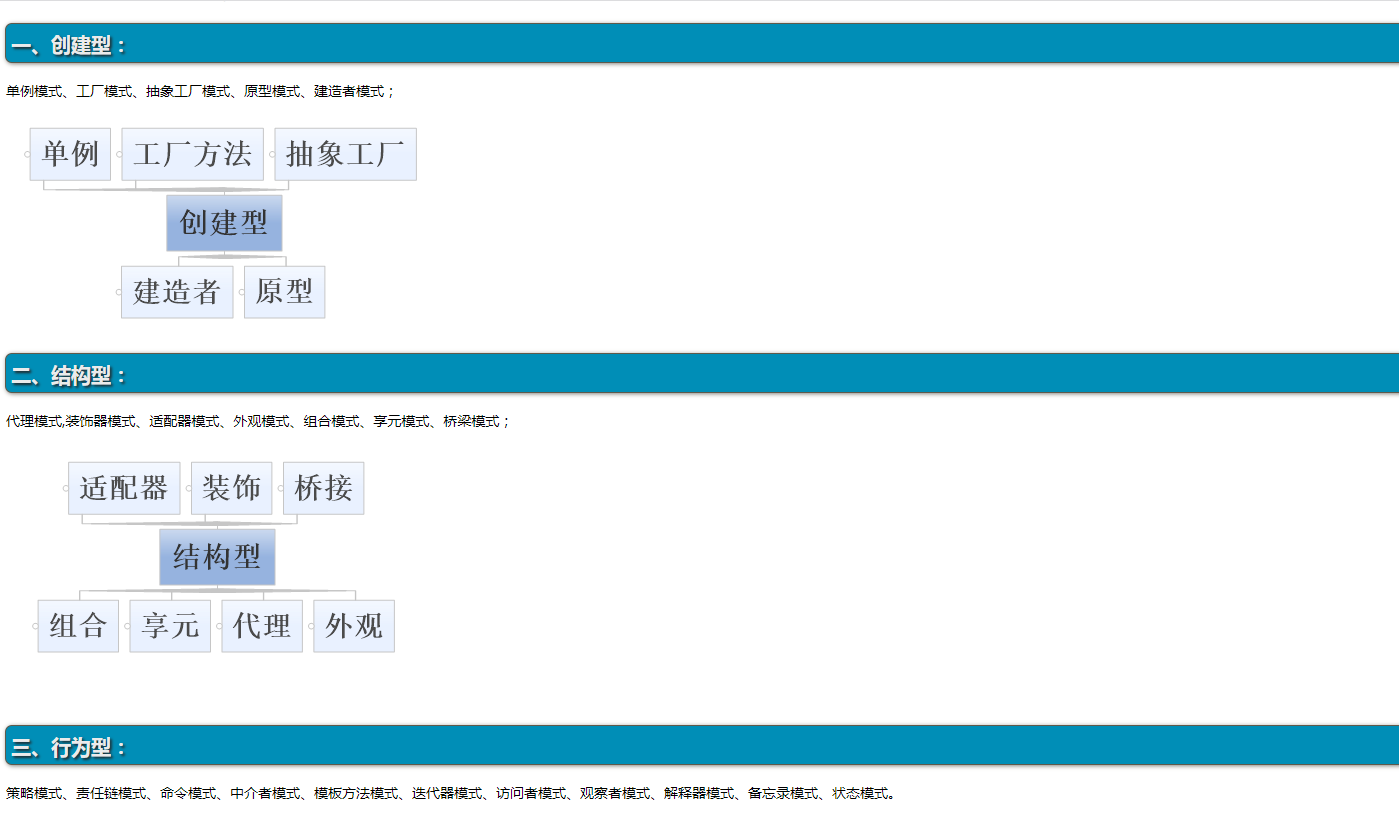 一、创建型：
单例模式、工厂模式、抽象工厂模式、原型模式、建造者模式；
单例 工厂方法 抽象工厂
创建型
建造者 原型
二、结构型：
代理模式,装饰器模式、适配器模式、外观模式、组合模式、享元模式、桥梁模式；
适配器 装饰 桥接
结构型
组合 享元 代理 外观
三、行为型：
策略模式、责任链模式、命令模式、中介者模式、模板方法模式、迭代器模式、访问者模式、观察者模式、解释器模式、备忘录模式、状态模式。